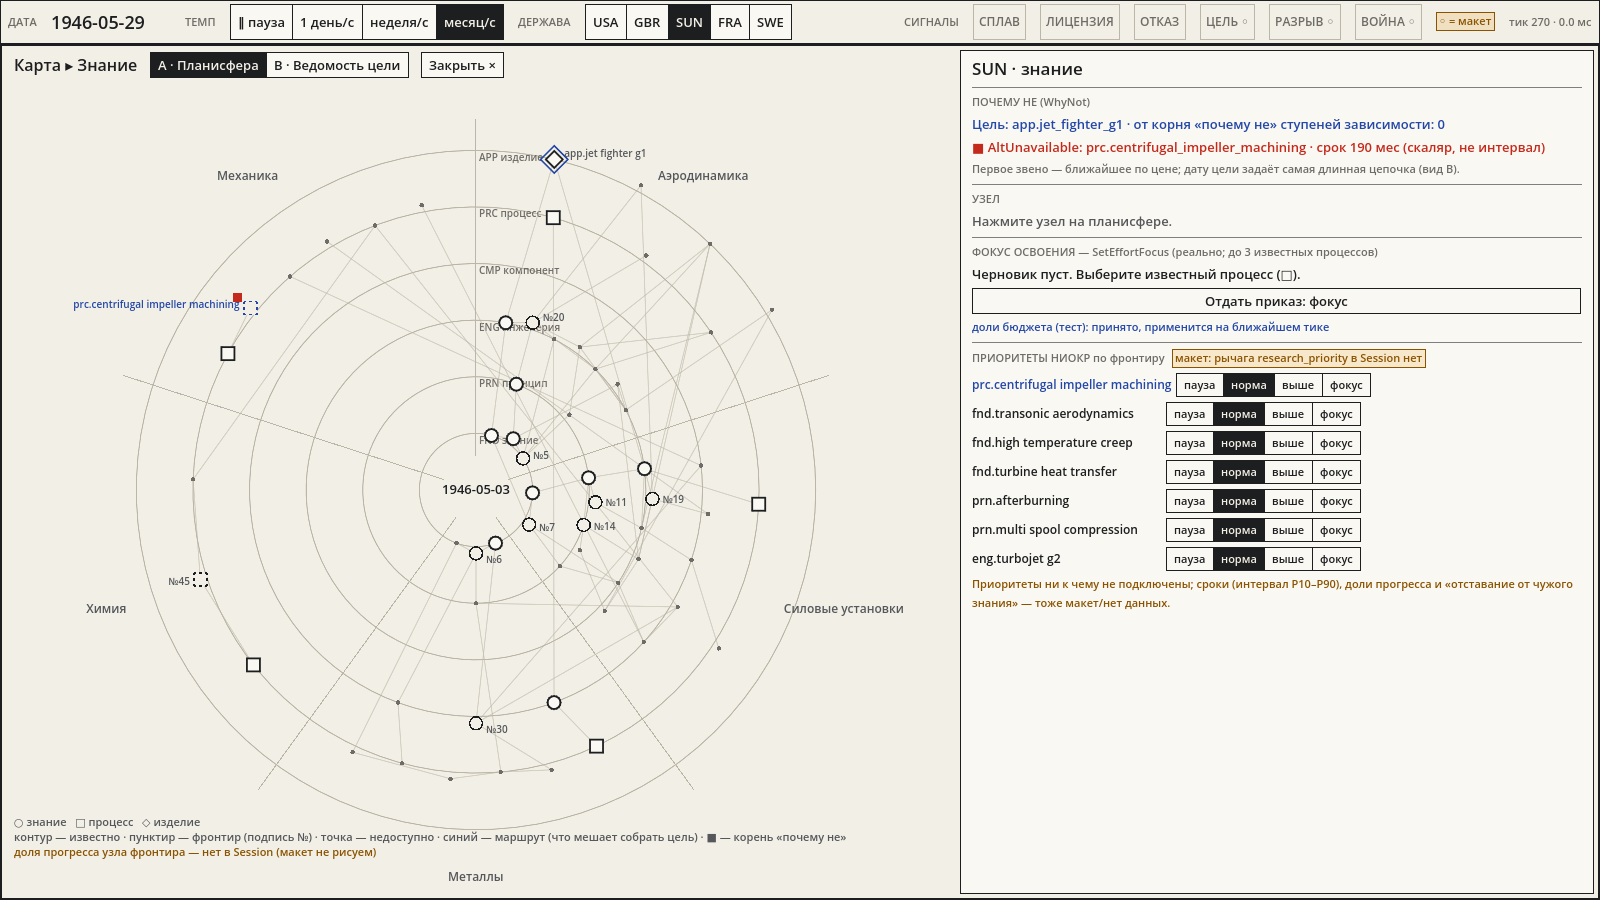 ДАТА 1946-05-29 ТЕМП ‖ пауза 1 день/с неделя/с месяц/с ДЕРЖАВА USA GBR SUN FRA SWE СИГНАЛЫ СПЛАВ ЛИЦЕНЗИЯ ОТКАЗ ЦЕЛЬ ◦ РАЗРЫВ ◦ ВОЙНА ◦ ◦ = макет тик 270 · 0.0 мс
Карта ▸ Знание А · Планисфера В · Ведомость цели Закрыть ×
APP изделие
app.jet fighter g1
Механика
Аэродинамика
PRC процесс
CMP компонент
prc.centrifugal impeller machining
№20
ENG инженерия
PRN принцип
FND знание
№5
1946-05-03
№11
№19
№7
№14
№6
№45
Химия
Силовые установки
№30
○ знание □ процесс ◇ изделие
контур — известно · пунктир — фронтир (подпись №) · точка — недоступно · синий — маршрут (что мешает собрать цель) · ■ — корень «почему не»
доля прогресса узла фронтира — нет в Session (макет не рисуем)
Металлы
SUN · знание
ПОЧЕМУ НЕ (WhyNot)
Цель: app.jet_fighter_g1 · от корня «почему не» ступеней зависимости: 0
■ AltUnavailable: prc.centrifugal_impeller_machining · срок 190 мес (скаляр, не интервал)
Первое звено — ближайшее по цене; дату цели задаёт самая длинная цепочка (вид В).
УЗЕЛ
Нажмите узел на планисфере.
ФОКУС ОСВОЕНИЯ — SetEffortFocus (реально; до 3 известных процессов)
Черновик пуст. Выберите известный процесс (□).
Отдать приказ: фокус
доли бюджета (тест): принято, применится на ближайшем тике
ПРИОРИТЕТЫ НИОКР по фронтиру макет: рычага research_priority в Session нет
prc.centrifugal impeller machining пауза норма выше фокус
fnd.transonic aerodynamics пауза норма выше фокус
fnd.high temperature creep пауза норма выше фокус
fnd.turbine heat transfer пауза норма выше фокус
prn.afterburning пауза норма выше фокус
prn.multi spool compression пауза норма выше фокус
eng.turbojet g2 пауза норма выше фокус
Приоритеты ни к чему не подключены; сроки (интервал P10–P90), доли прогресса и «отставание от чужого
знания» — тоже макет/нет данных.